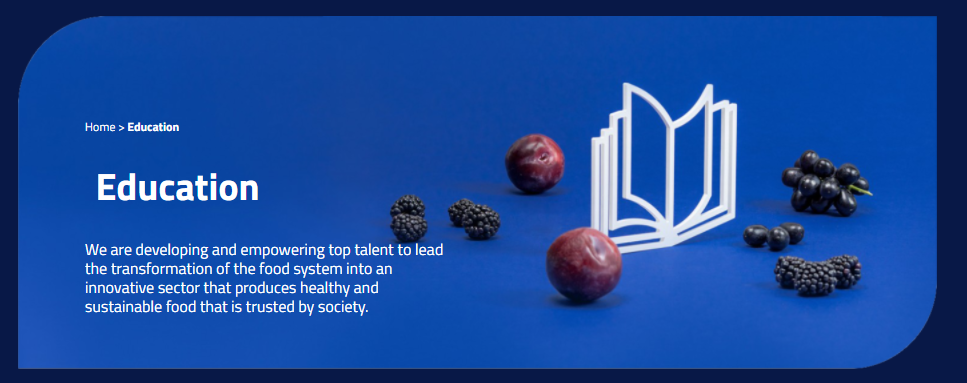 Home > Education
Education
We are developing and empowering top talent to lead
the transformation of the food system into an
innovative sector that produces healthy and
sustainable food that is trusted by society.